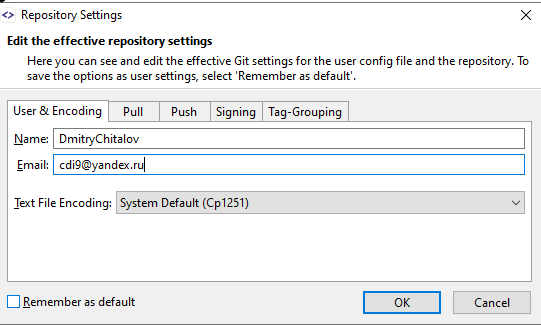 Repository Settings
Edit the effective repository settings
Here you can see and edit the effective Git settings for the user config file and the repository. To
save the options as user settings, select 'Remember as default'.
User & Encoding Pull Push Signing Tag-Grouping
Name: DmitryChitalov
Email: cdi9@yandex.ru
Text File Encoding: System Default (Cp1251)
Remember as default OK Cancel